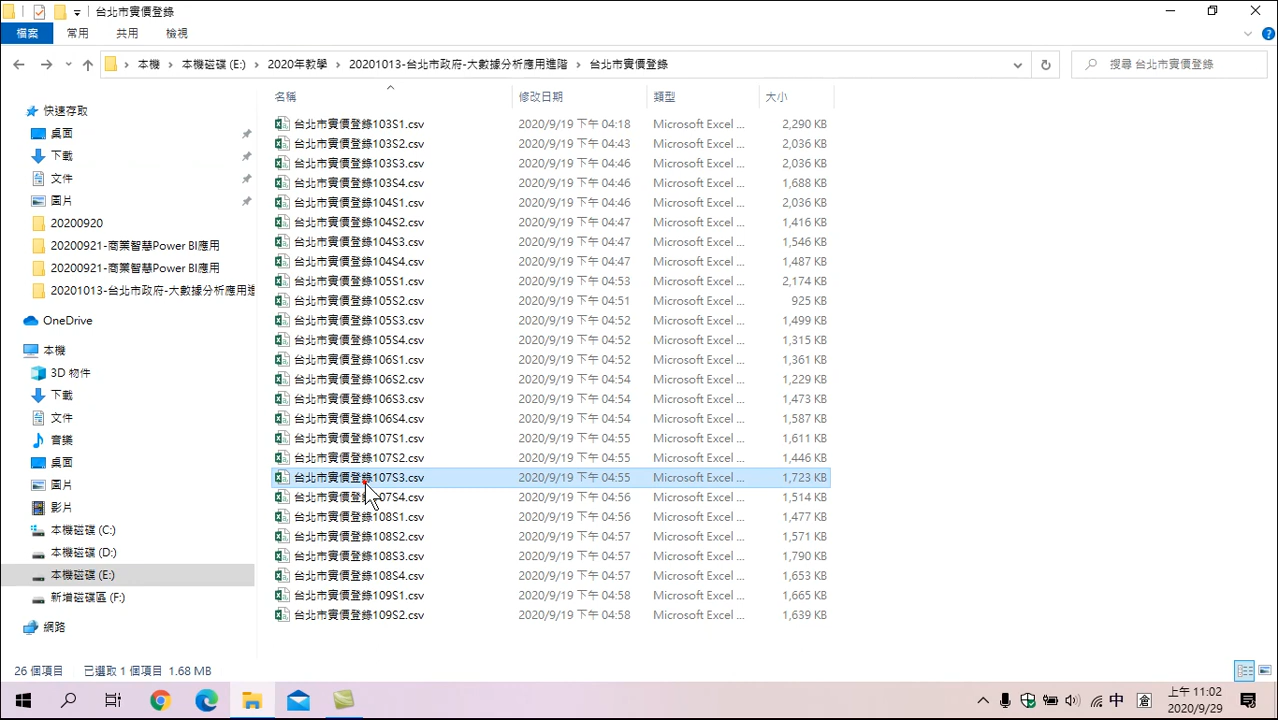 台北市實價登錄
檔案 常用 共用 檢視
本機 本機磁碟 (E:) 2020年教學 20201013-台北市政府-大數據分析應用進階 台北市實價登錄 搜尋 台北市實價登錄
名稱 修改日期 類型 大小
快速存取
桌面
下載
文件
圖片
20200920
20200921-商業智慧Power BI應用
20200921-商業智慧Power BI應用
20201013-台北市政府-大數據分析應用進
OneDrive
本機
3D 物件
下載
文件
音樂
桌面
圖片
影片
本機磁碟 (C:)
本機磁碟 (D:)
本機磁碟 (E:)
新增磁碟區 (F:)
網路
台北市實價登錄103S1.csv 2020/9/19 下午 04:18 Microsoft Excel ... 2,290 KB
台北市實價登錄103S2.csv 2020/9/19 下午 04:43 Microsoft Excel ... 2,036 KB
台北市實價登錄103S3.csv 2020/9/19 下午 04:46 Microsoft Excel ... 2,036 KB
台北市實價登錄103S4.csv 2020/9/19 下午 04:46 Microsoft Excel ... 1,688 KB
台北市實價登錄104S1.csv 2020/9/19 下午 04:46 Microsoft Excel ... 2,036 KB
台北市實價登錄104S2.csv 2020/9/19 下午 04:47 Microsoft Excel ... 1,416 KB
台北市實價登錄104S3.csv 2020/9/19 下午 04:47 Microsoft Excel ... 1,546 KB
台北市實價登錄104S4.csv 2020/9/19 下午 04:47 Microsoft Excel ... 1,487 KB
台北市實價登錄105S1.csv 2020/9/19 下午 04:53 Microsoft Excel ... 2,174 KB
台北市實價登錄105S2.csv 2020/9/19 下午 04:51 Microsoft Excel ... 925 KB
台北市實價登錄105S3.csv 2020/9/19 下午 04:52 Microsoft Excel ... 1,499 KB
台北市實價登錄105S4.csv 2020/9/19 下午 04:52 Microsoft Excel ... 1,315 KB
台北市實價登錄106S1.csv 2020/9/19 下午 04:52 Microsoft Excel ... 1,361 KB
台北市實價登錄106S2.csv 2020/9/19 下午 04:54 Microsoft Excel ... 1,229 KB
台北市實價登錄106S3.csv 2020/9/19 下午 04:54 Microsoft Excel ... 1,473 KB
台北市實價登錄106S4.csv 2020/9/19 下午 04:54 Microsoft Excel ... 1,587 KB
台北市實價登錄107S1.csv 2020/9/19 下午 04:55 Microsoft Excel ... 1,611 KB
台北市實價登錄107S2.csv 2020/9/19 下午 04:55 Microsoft Excel ... 1,446 KB
台北市實價登錄107S3.csv 2020/9/19 下午 04:55 Microsoft Excel ... 1,723 KB
台北市實價登錄107S4.csv 2020/9/19 下午 04:56 Microsoft Excel ... 1,514 KB
台北市實價登錄108S1.csv 2020/9/19 下午 04:56 Microsoft Excel ... 1,477 KB
台北市實價登錄108S2.csv 2020/9/19 下午 04:57 Microsoft Excel ... 1,571 KB
台北市實價登錄108S3.csv 2020/9/19 下午 04:57 Microsoft Excel ... 1,790 KB
台北市實價登錄108S4.csv 2020/9/19 下午 04:57 Microsoft Excel ... 1,653 KB
台北市實價登錄109S1.csv 2020/9/19 下午 04:58 Microsoft Excel ... 1,665 KB
台北市實價登錄109S2.csv 2020/9/19 下午 04:58 Microsoft Excel ... 1,639 KB
26 個項目 已選取 1 個項目 1.68 MB
中 倉 上午 11:02
2020/9/29